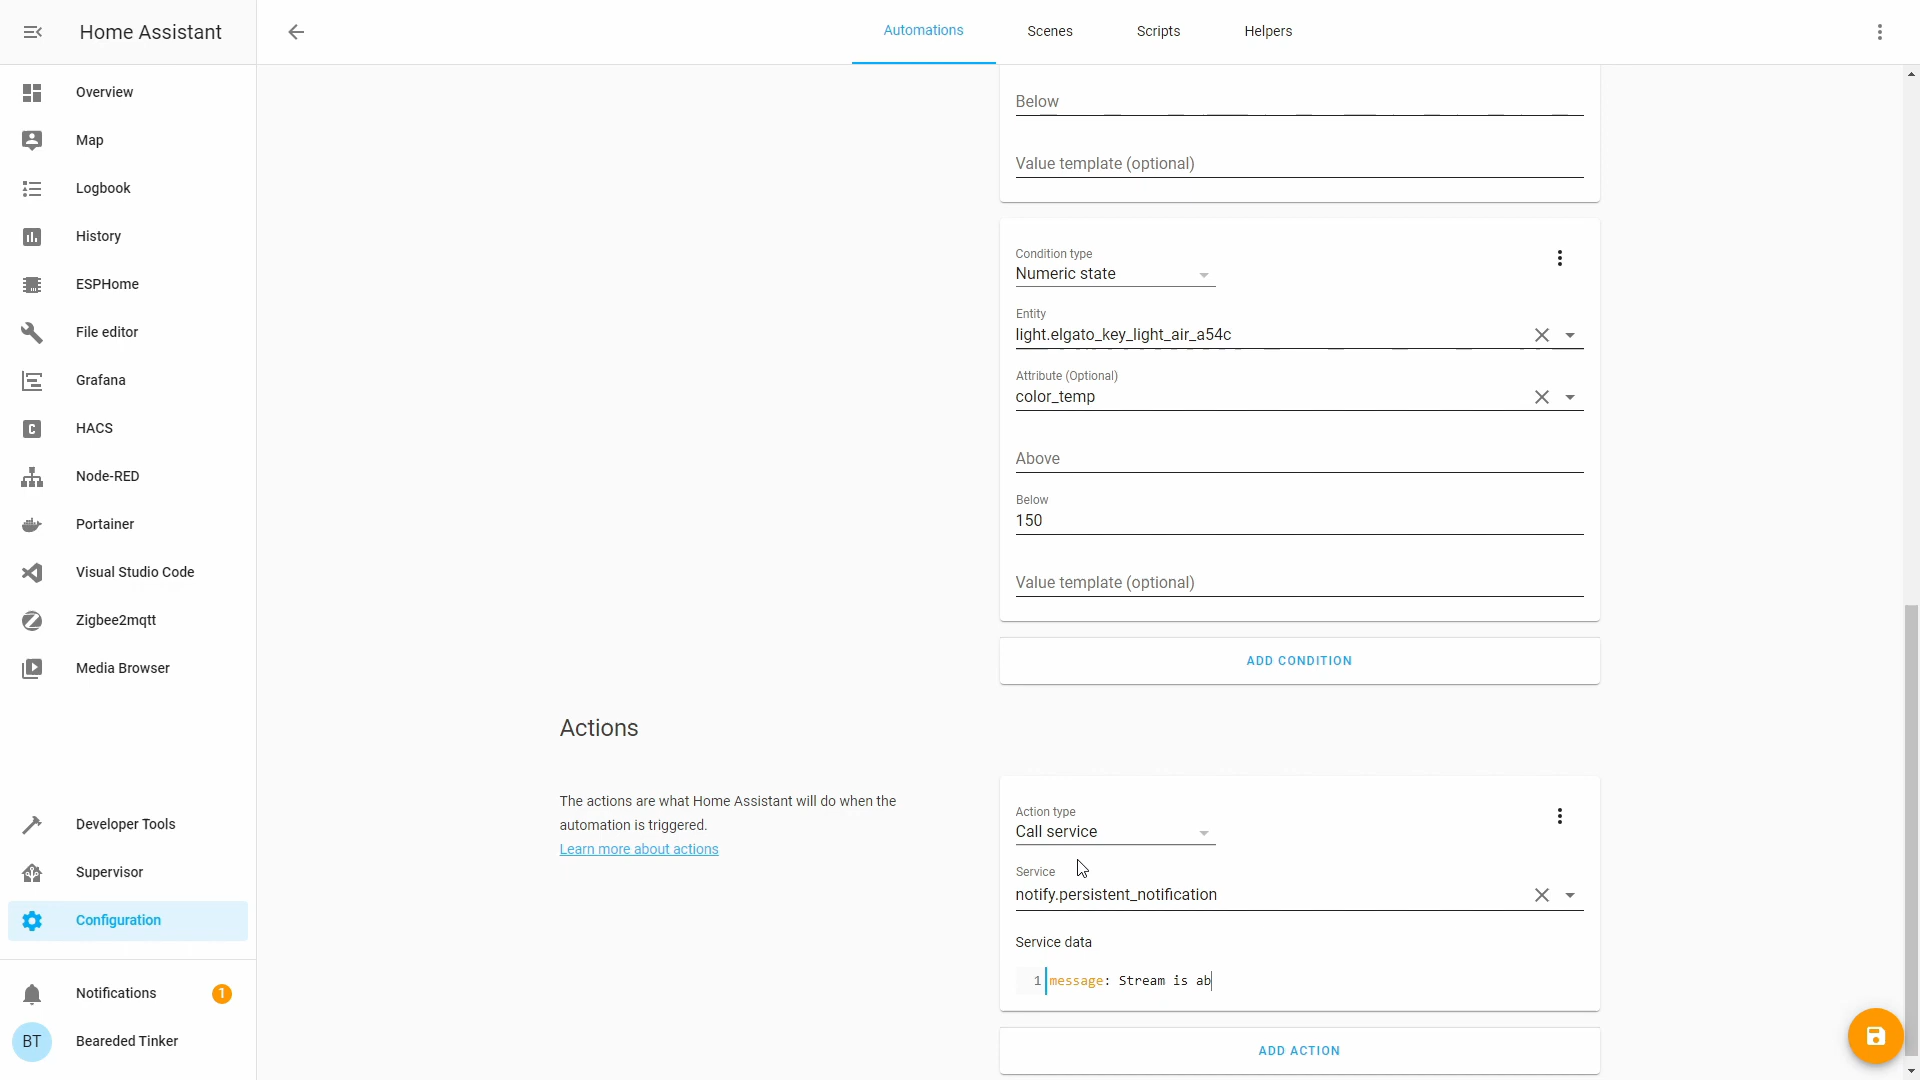 Home Assistant
Automations
Scenes
Scripts
Helpers
Overview
Map
Logbook
History
ESPHome
File editor
Grafana
HACS
Node-RED
Portainer
Visual Studio Code
Zigbee2mqtt
Media Browser
Developer Tools
Supervisor
Configuration
Notifications
1
BT
Bearded Tinker
Below
Value template (optional)
Condition type
Numeric state
Entity
light.elgato_key_light_air_a54c
Attribute (Optional)
color_temp
Above
Below
150
Value template (optional)
ADD CONDITION
Actions
The actions are what Home Assistant will do when the
automation is triggered.
Learn more about actions
Action type
Call service
Service
notify.persistent_notification
Service data
1 message: Stream is ab
ADD ACTION